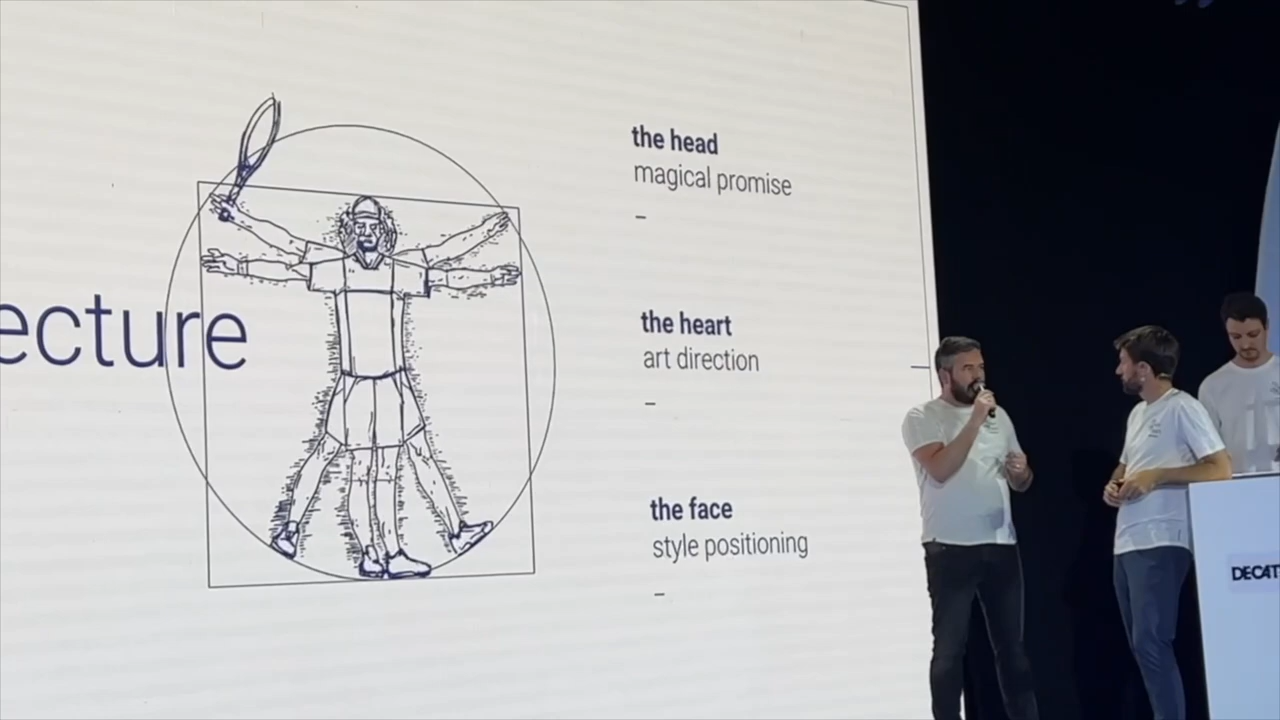 ecture
the head
magical promise
–
the heart
art direction
–
the face
style positioning
–
DECAT